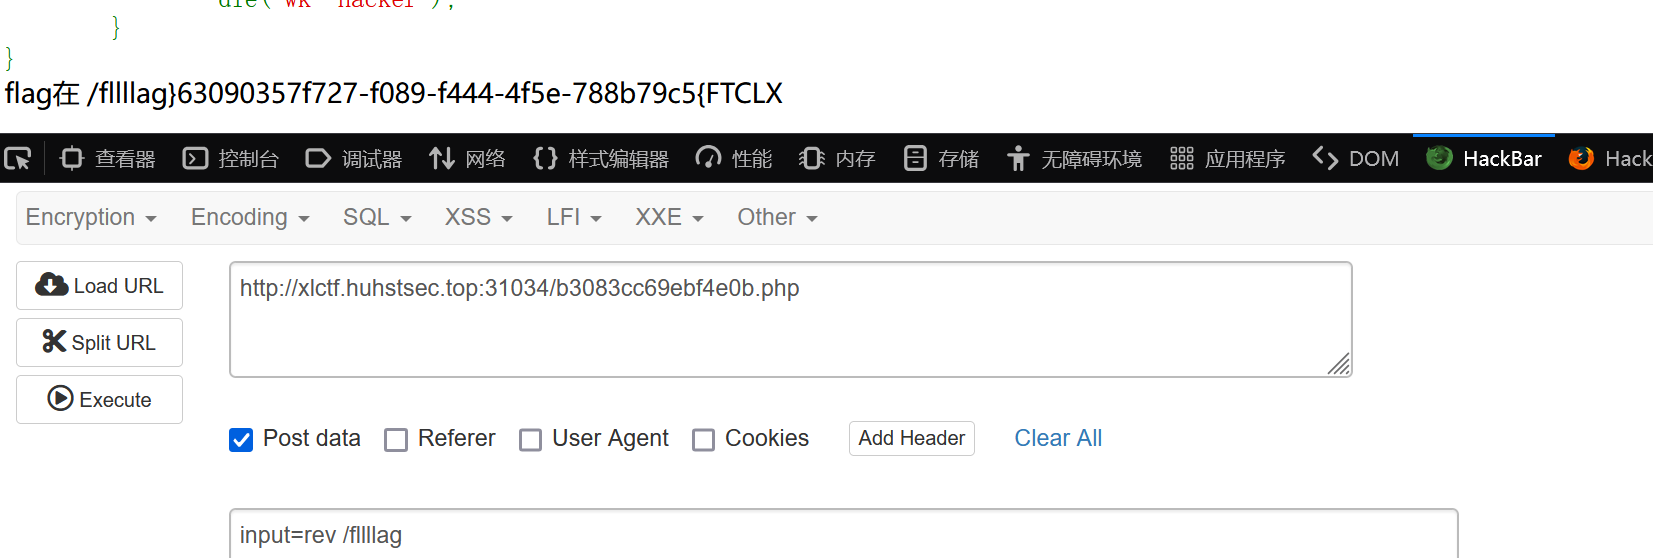 die('wk hacker');
}
}
flag在 /fllllag}63090357f727-f089-f444-4f5e-788b79c5{FTCLX
查看器 控制台 调试器 网络 样式编辑器 性能 内存 存储 无障碍环境 应用程序 DOM HackBar Hack
Encryption Encoding SQL XSS LFI XXE Other
Load URL
http://xlctf.huhstsec.top:31034/b3083cc69ebf4e0b.php
Split URL
Execute
Post data Referer User Agent Cookies Add Header Clear All
input=rev /fllllag